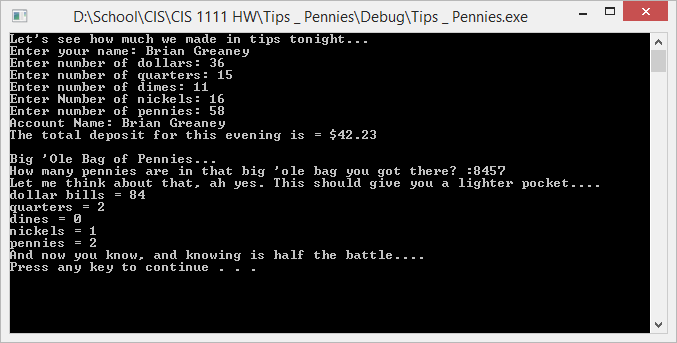 D:\School\CIS\CIS 1111 HW\Tips _ Pennies\Debug\Tips _ Pennies.exe
Let's see how much we made in tips tonight...
Enter your name: Brian Greaney
Enter number of dollars: 36
Enter number of quarters: 15
Enter number of dimes: 11
Enter Number of nickels: 16
Enter number of pennies: 58
Account Name: Brian Greaney
The total deposit for this evening is = $42.23
Big 'Ole Bag of Pennies...
How many pennies are in that big 'ole bag you got there? :8457
Let me think about that, ah yes. This should give you a lighter pocket....
dollar bills = 84
quarters = 2
dines = 0
nickels = 1
pennies = 2
And now you know, and knowing is half the battle....
Press any key to continue . . .